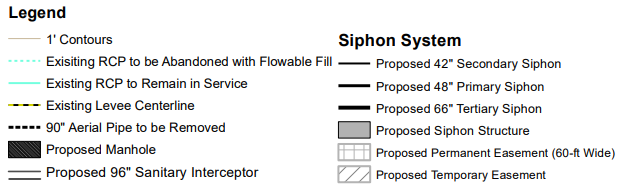 Legend
1' Contours
Exisiting RCP to be Abandoned with Flowable Fill
Existing RCP to Remain in Service
Existing Levee Centerline
90" Aerial Pipe to be Removed
Proposed Manhole
Proposed 96" Sanitary Interceptor
Siphon System
Proposed 42" Secondary Siphon
Proposed 48" Primary Siphon
Proposed 66" Tertiary Siphon
Proposed Siphon Structure
Proposed Permanent Easement (60-ft Wide)
Proposed Temporary Easement